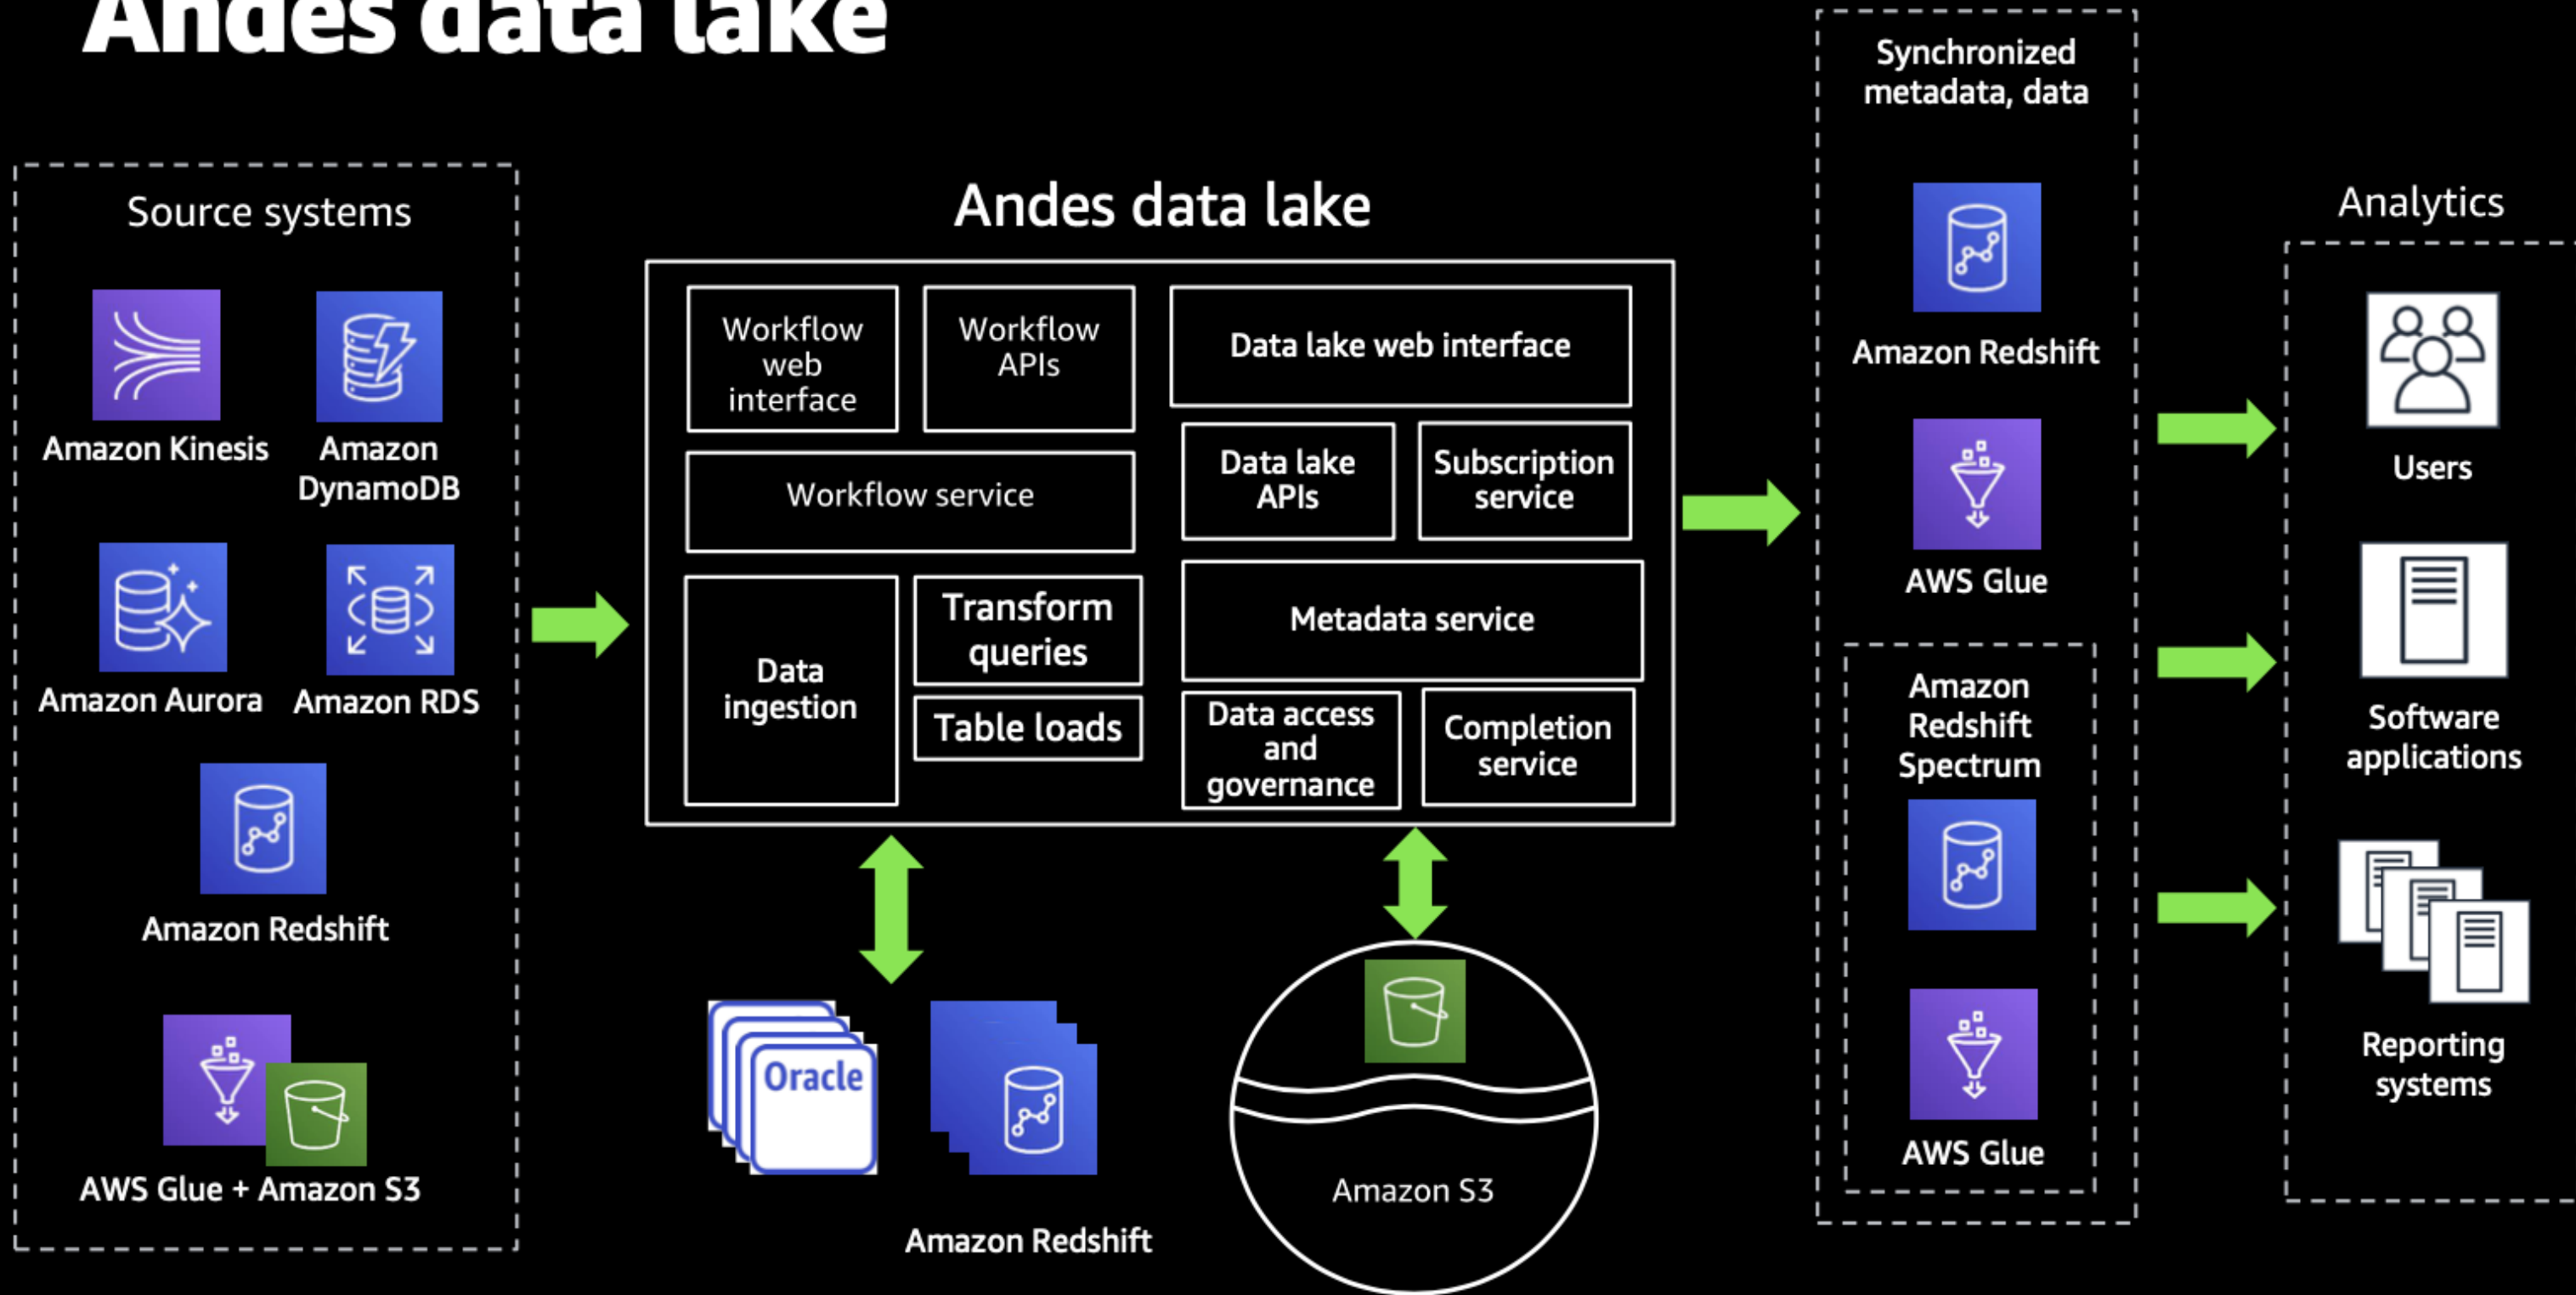 Andes data lake
Source systems
Amazon Kinesis
Amazon
DynamoDB
Amazon Aurora
Amazon RDS
Amazon Redshift
AWS Glue + Amazon S3
Andes data lake
Workflow
web
interface
Workflow
APIs
Workflow service
Data
ingestion
Transform
queries
Table loads
Data lake web interface
Data lake
APIs
Subscription
service
Metadata service
Data access
and
governance
Completion
service
Oracle
Amazon Redshift
Amazon S3
Synchronized
metadata, data
Amazon Redshift
AWS Glue
Amazon
Redshift
Spectrum
AWS Glue
Analytics
Users
Software
applications
Reporting
systems